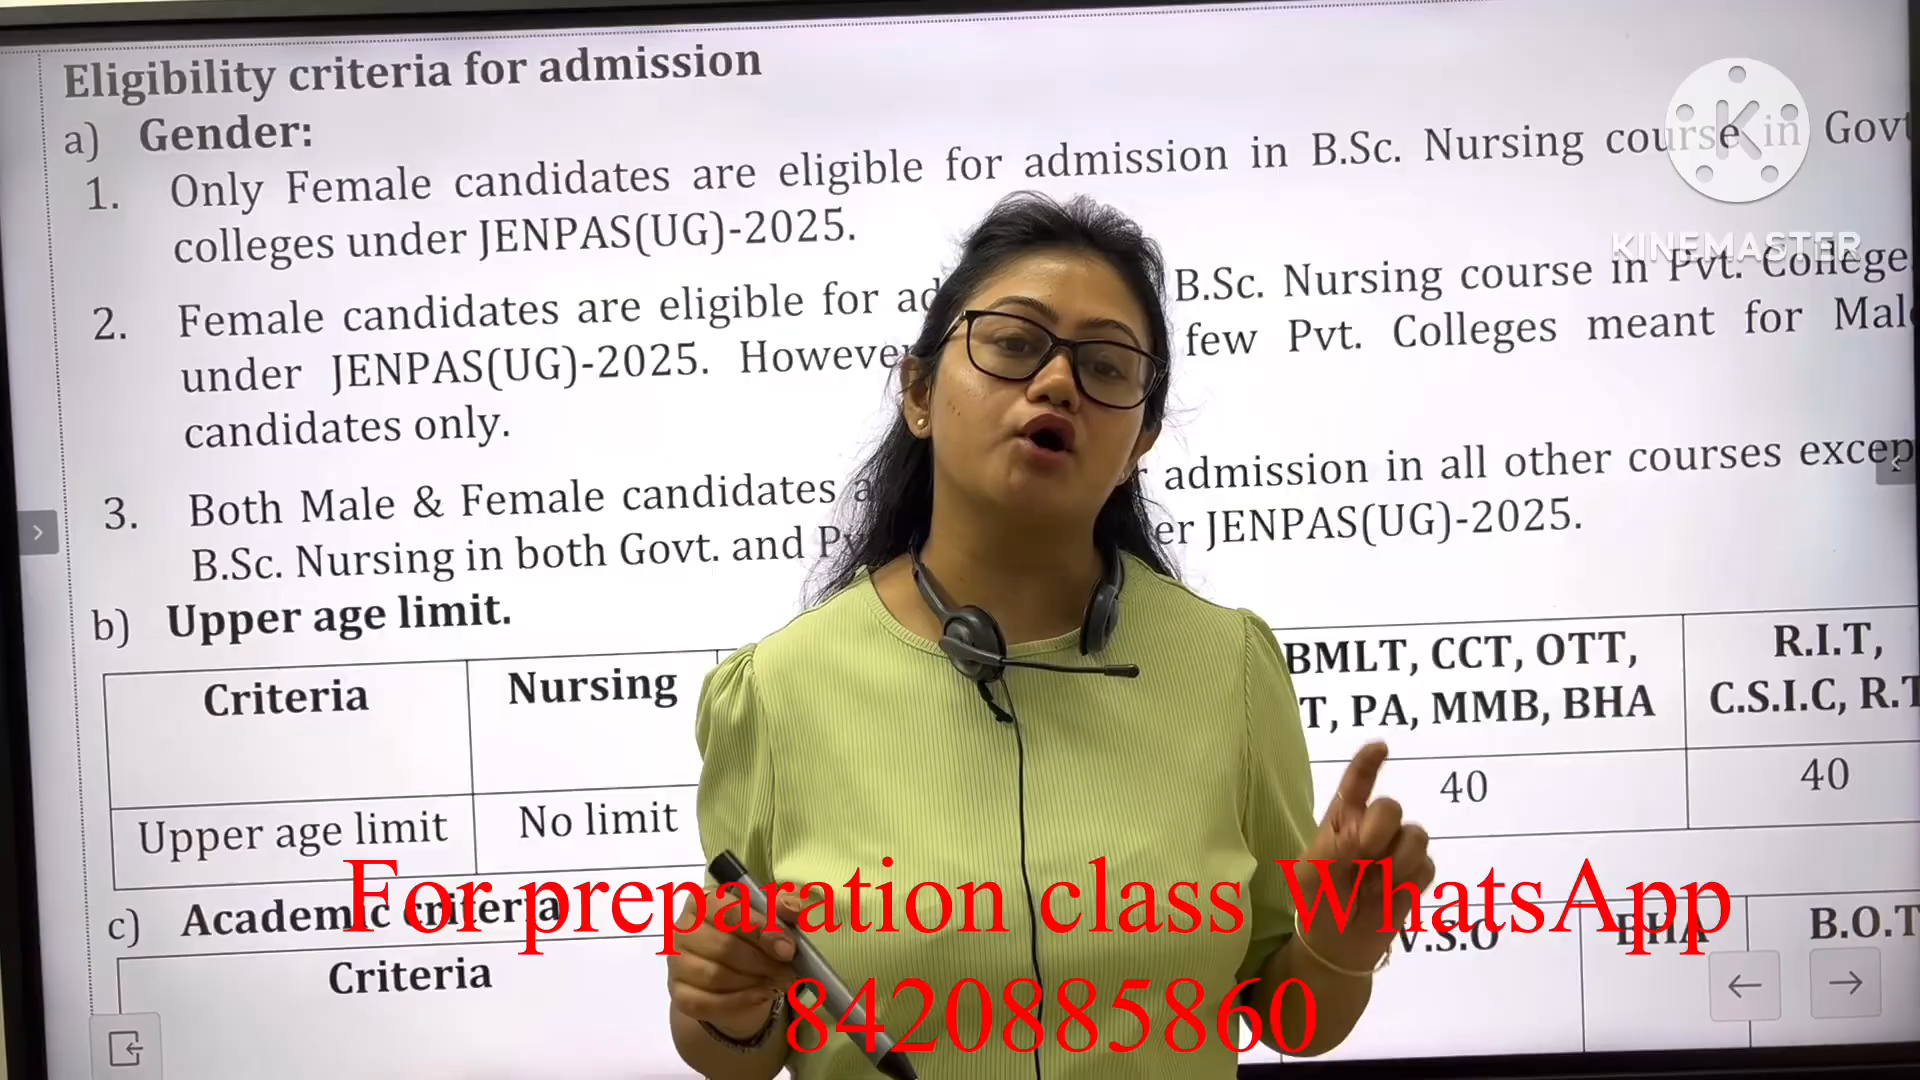 Eligibility criteria for admission
a) Gender:
1. Only Female candidates are eligible for admission in B.Sc. Nursing course in Govt
colleges under JENPAS(UG)-2025.
2. Female candidates are eligible for B.Sc. Nursing course in Pvt. College
under JENPAS(UG)-2025. However few Pvt. Colleges meant for Male
candidates only.
3. Both Male & Female candidates admission in all other courses except
B.Sc. Nursing in both Govt. and JENPAS(UG)-2025.
b) Upper age limit.
Criteria Nursing BMLT, CCT, OTT, R.I.T,
T, PA, MMB, BHA C.S.I.C, R.T
Upper age limit No limit 40 40
c) Academic criteria
Criteria V.S.O BHA B.O.T
KINEMASTER
For preparation class WhatsApp
8420885860